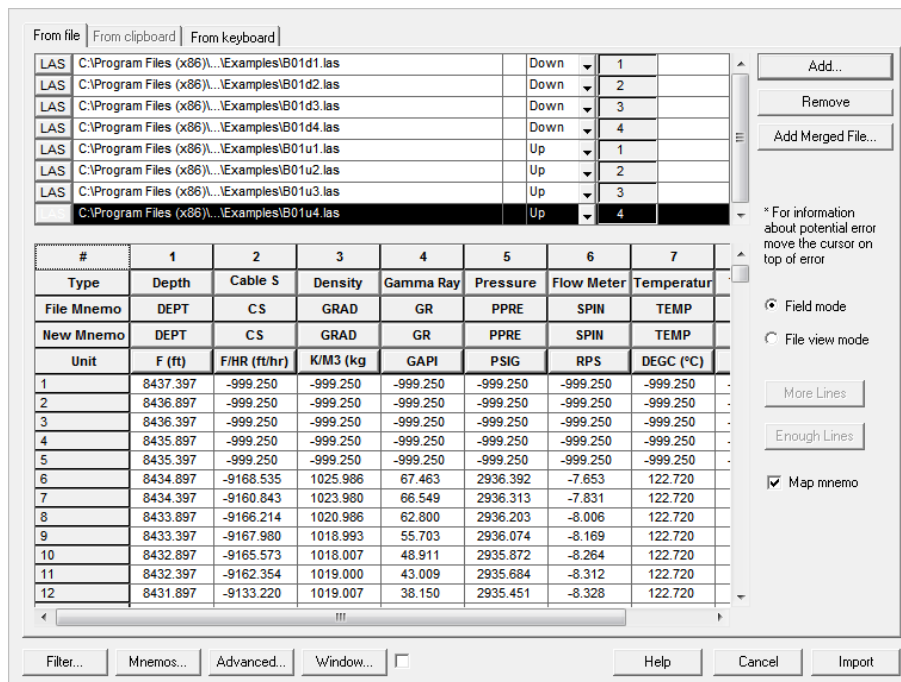 From file From clipboard From keyboard
LAS C:\Program Files (x86)\...\Examples\B01d1.las Down 1
LAS C:\Program Files (x86)\...\Examples\B01d2.las Down 2
LAS C:\Program Files (x86)\...\Examples\B01d3.las Down 3
LAS C:\Program Files (x86)\...\Examples\B01d4.las Down 4
LAS C:\Program Files (x86)\...\Examples\B01u1.las Up 1
LAS C:\Program Files (x86)\...\Examples\B01u2.las Up 2
LAS C:\Program Files (x86)\...\Examples\B01u3.las Up 3
LAS C:\Program Files (x86)\...\Examples\B01u4.las Up 4
Add...
Remove
Add Merged File...
* For information
about potential error
move the cursor on
top of error
Field mode
File view mode
More Lines
Enough Lines
Map mnemo
# 1 2 3 4 5 6 7
Type Depth Cable S Density Gamma Ray Pressure Flow Meter Temperatur
File Mnemo DEPT CS GRAD GR PPRE SPIN TEMP
New Mnemo DEPT CS GRAD GR PPRE SPIN TEMP
Unit F (ft) F/HR (ft/hr) K/M3 (kg GAPI PSIG RPS DEGC (°C)
1 8437.397 -999.250 -999.250 -999.250 -999.250 -999.250 -999.250
2 8436.897 -999.250 -999.250 -999.250 -999.250 -999.250 -999.250
3 8436.397 -999.250 -999.250 -999.250 -999.250 -999.250 -999.250
4 8435.897 -999.250 -999.250 -999.250 -999.250 -999.250 -999.250
5 8435.397 -999.250 -999.250 -999.250 -999.250 -999.250 -999.250
6 8434.897 -9168.535 1025.986 67.463 2936.392 -7.653 122.720
7 8434.397 -9160.843 1023.980 66.549 2936.313 -7.831 122.720
8 8433.897 -9166.214 1020.986 62.800 2936.203 -8.006 122.720
9 8433.397 -9167.980 1018.993 55.703 2936.074 -8.169 122.720
10 8432.897 -9165.573 1018.007 48.911 2935.872 -8.264 122.720
11 8432.397 -9162.354 1019.000 43.009 2935.684 -8.312 122.720
12 8431.897 -9133.220 1019.007 38.150 2935.451 -8.328 122.720
Filter... Mnemos... Advanced... Window... Help Cancel Import